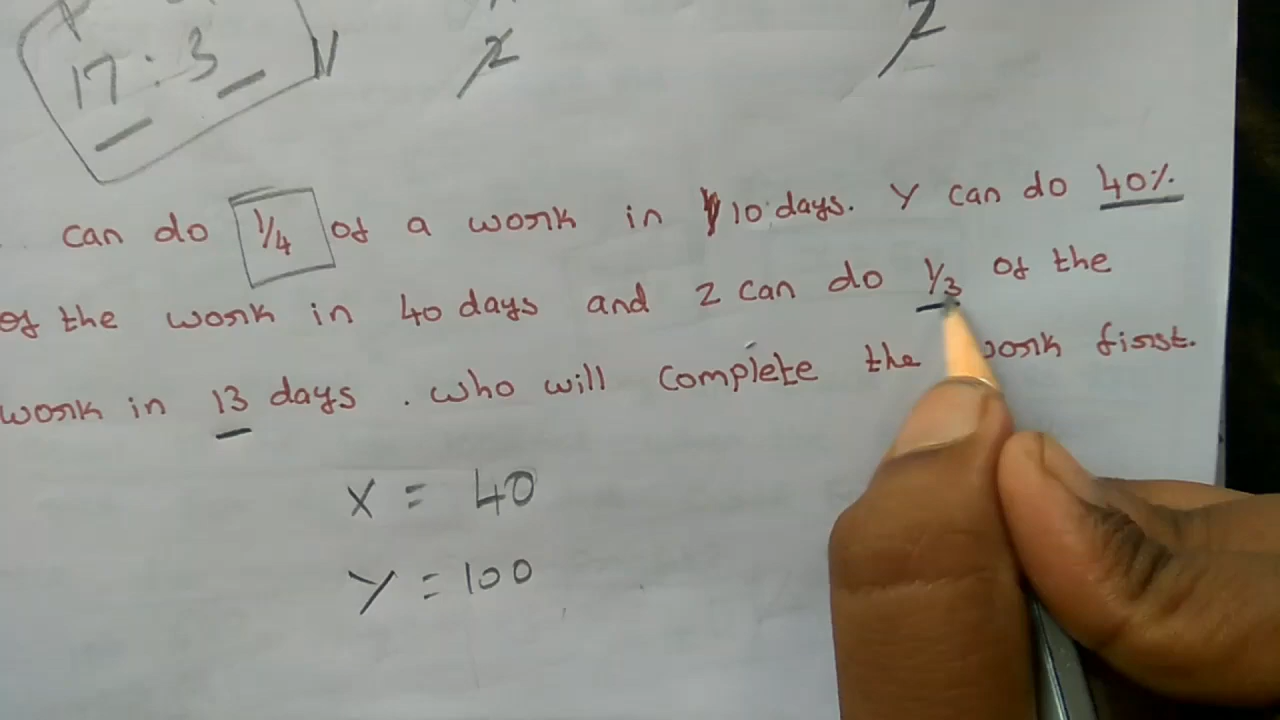 17 : 3
2
2
can do 1/4 of a work in 10 days. Y can do 40%
of the work in 40 days and Z can do 1/3 of the
work in 13 days. who will complete the work first.
X = 40
Y = 100